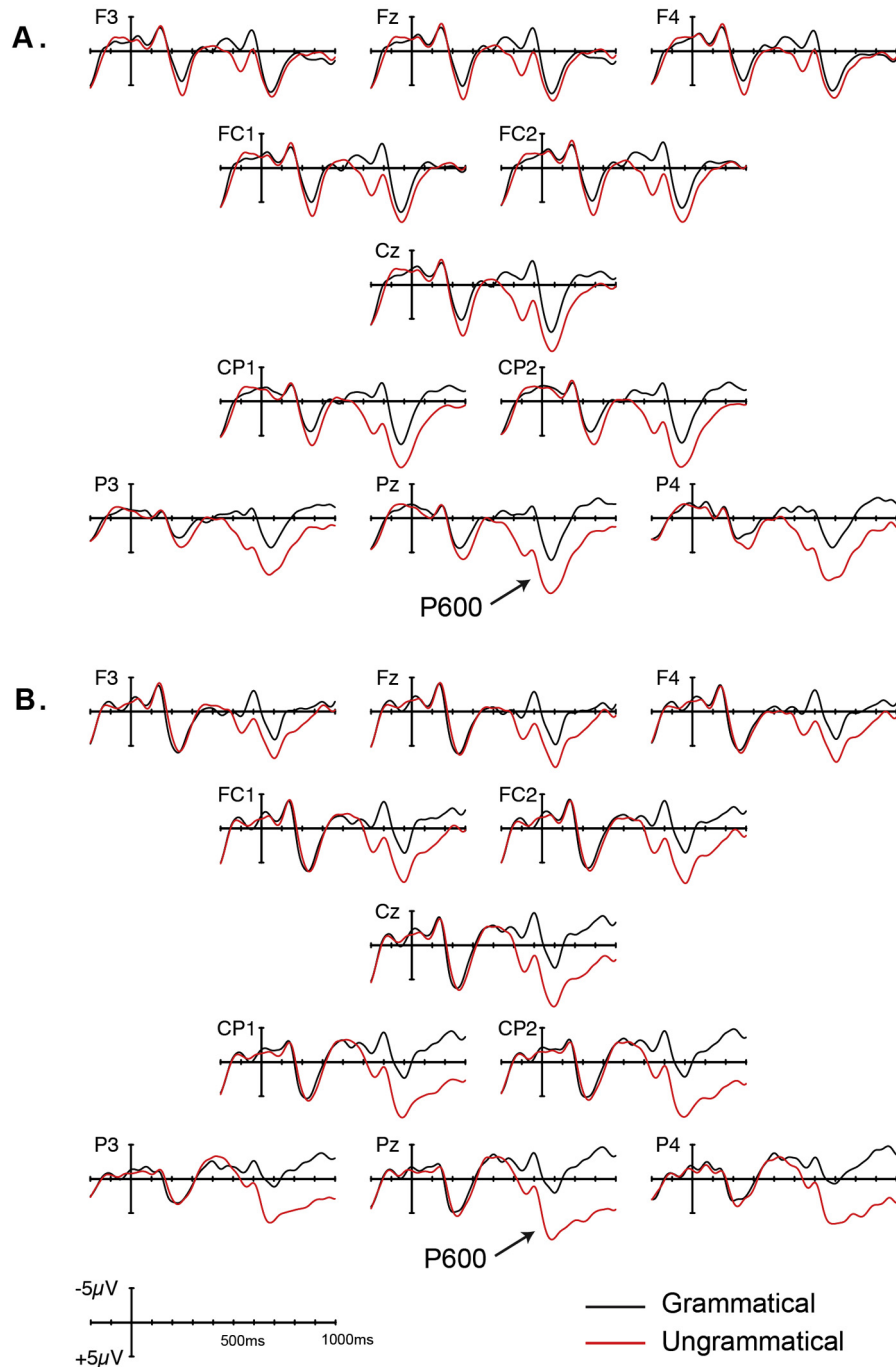 A.
F3 Fz F4
FC1 FC2
Cz
CP1 CP2
P3 Pz P4
P600
B.
F3 Fz F4
FC1 FC2
Cz
CP1 CP2
P3 Pz P4
P600
-5μV
500ms 1000ms
+5μV
Grammatical
Ungrammatical